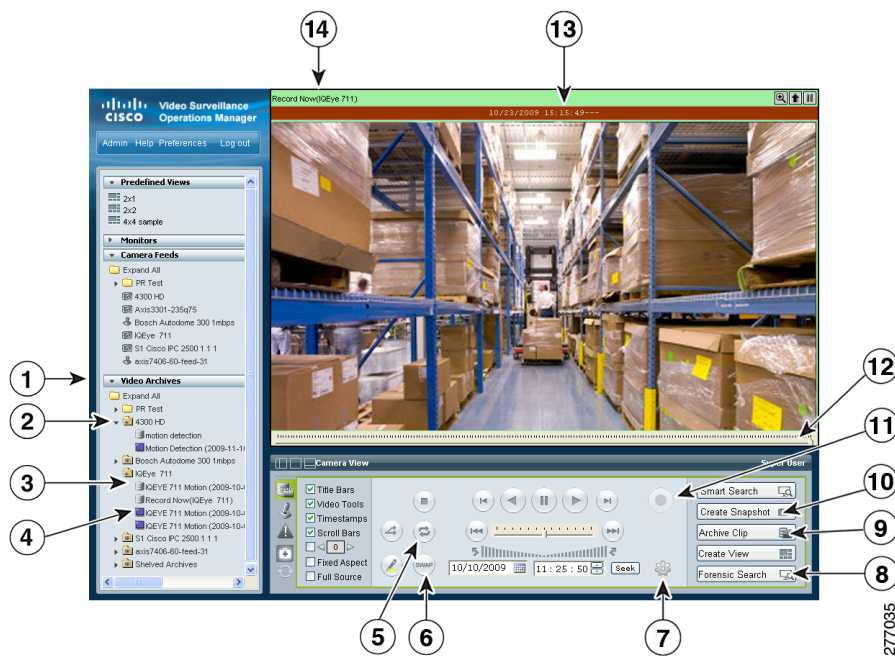 14
13
Record Now(IQEye 711)
10/23/2009 15:15:49---
CISCO
Video Surveillance
Operations Manager
Admin Help Preferences Log out
Predefined Views
2x1
2x2
4x4 sample
Monitors
Camera Feeds
Expand All
PR Test
4300 HD
Axis3301-235q75
Bosch Autodome 300 1mbps
IQEye 711
S1 Cisco IPC 2500 1 1 1
axis7406-60-feed-31
1
Video Archives
Expand All
PR Test
2
4300 HD
motion detection
Motion Detection (2009-11-1
Bosch Autodome 300 1mbps
IQEye 711
3
IQEYE 711 Motion (2009-10-
Record Now(IQEye 711)
4
IQEYE 711 Motion (2009-10-
IQEYE 711 Motion (2009-10-
S1 Cisco IPC 2500 1 1 1
axis7406-60-feed-31
Shelved Archives
12
11
Camera View
Super User
Title Bars
Video Tools
Timestamps
Scroll Bars
0
Fixed Aspect
Full Source
SWAP
10/10/2009
11 : 25 : 50
Seek
Smart Search
Create Snapshot
10
Archive Clip
9
Create View
Forensic Search
8
5
6
7
277035